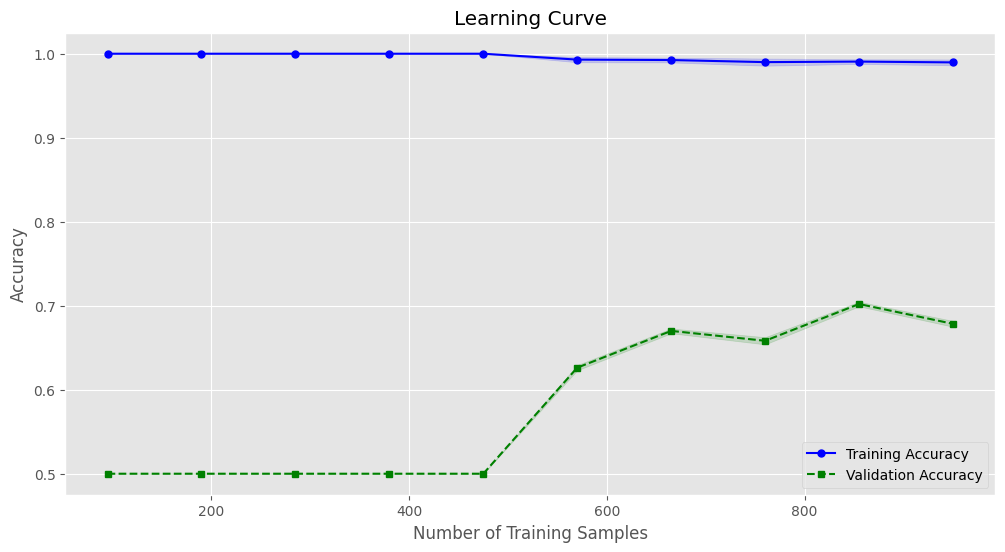 Learning Curve
1.0
0.9
0.8
0.7
0.6
0.5
Accuracy
200 400 600 800
Number of Training Samples
Training Accuracy
Validation Accuracy